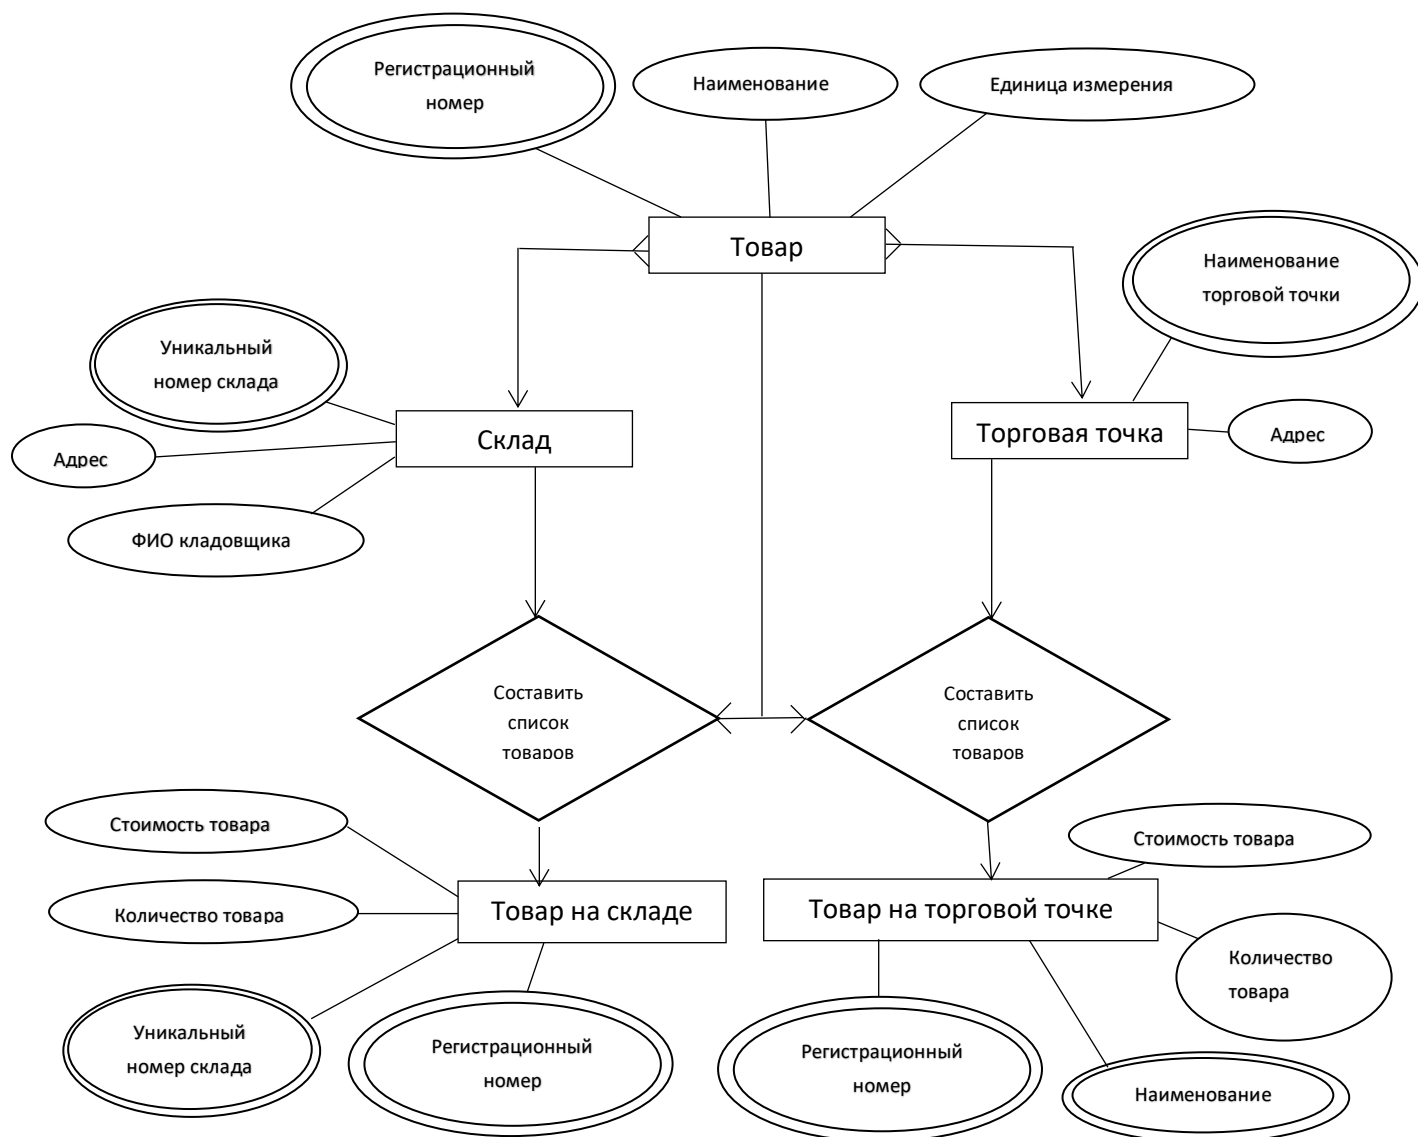 Регистрационный
номер
Наименование
Единица измерения
Товар
Наименование
торговой точки
Уникальный
номер склада
Адрес
ФИО кладовщика
Склад
Торговая точка
Адрес
Составить
список
товаров
Составить
список
товаров
Стоимость товара
Количество товара
Товар на складе
Уникальный
номер склада
Регистрационный
номер
Товар на торговой точке
Стоимость товара
Количество
товара
Регистрационный
номер
Наименование